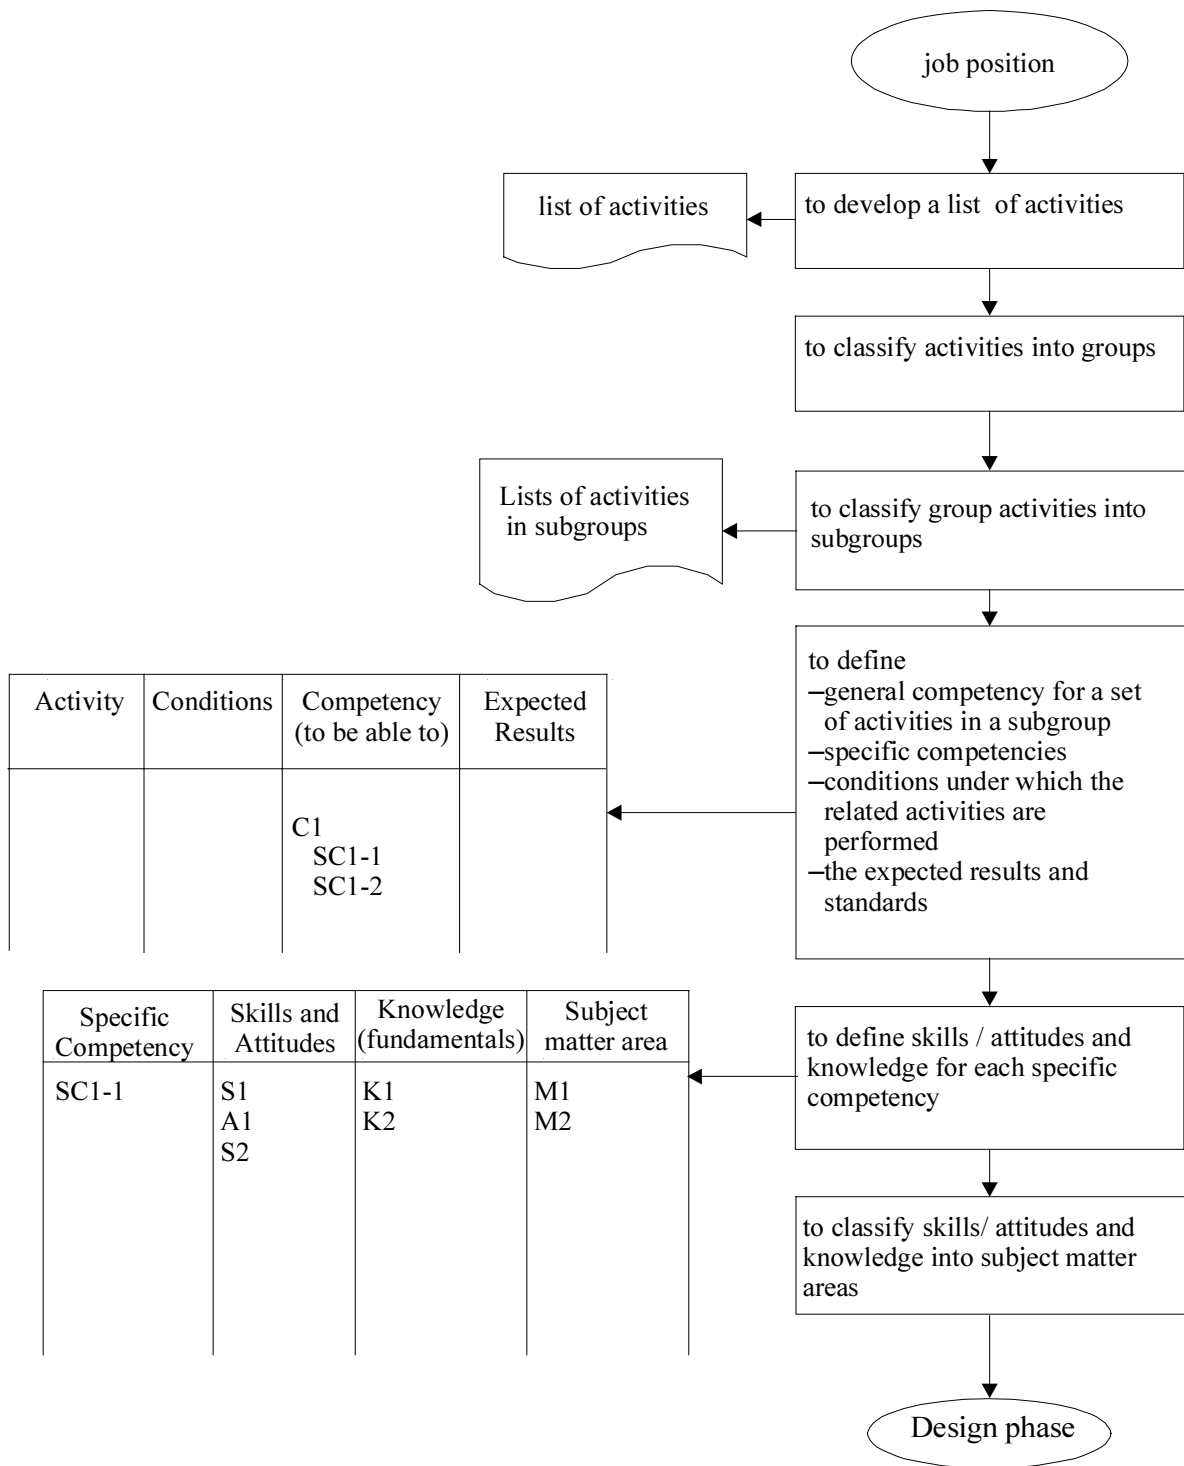 job position
list of activities
to develop a list  of activities
to classify activities into groups
Lists of activities
in subgroups
to classify group activities into
subgroups
to define
–general competency for a set
of activities in a subgroup
–specific competencies
–conditions under which the
related activities are
performed
–the expected results and
standards
Activity
Conditions
Competency
(to be able to)
Expected
Results
C1
SC1-1
SC1-2
Specific
Competency
Skills and
Attitudes
Knowledge
(fundamentals)
Subject
matter area
SC1-1
S1
A1
S2
K1
K2
M1
M2
to define skills / attitudes and
knowledge for each specific
competency
to classify skills/ attitudes and
knowledge into subject matter
areas
Design phase